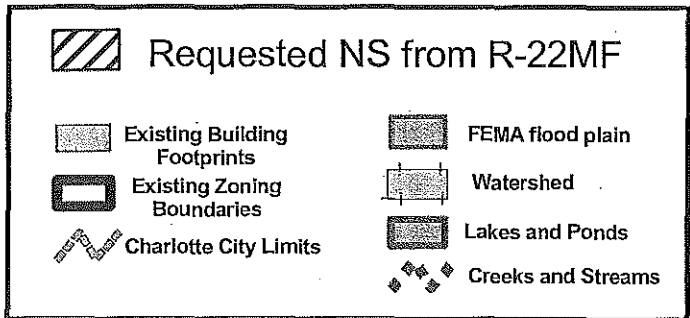 Requested NS from R-22MF
Existing Building
Footprints
Existing Zoning
Boundaries
Charlotte City Limits
FEMA flood plain
Watershed
Lakes and Ponds
Creeks and Streams